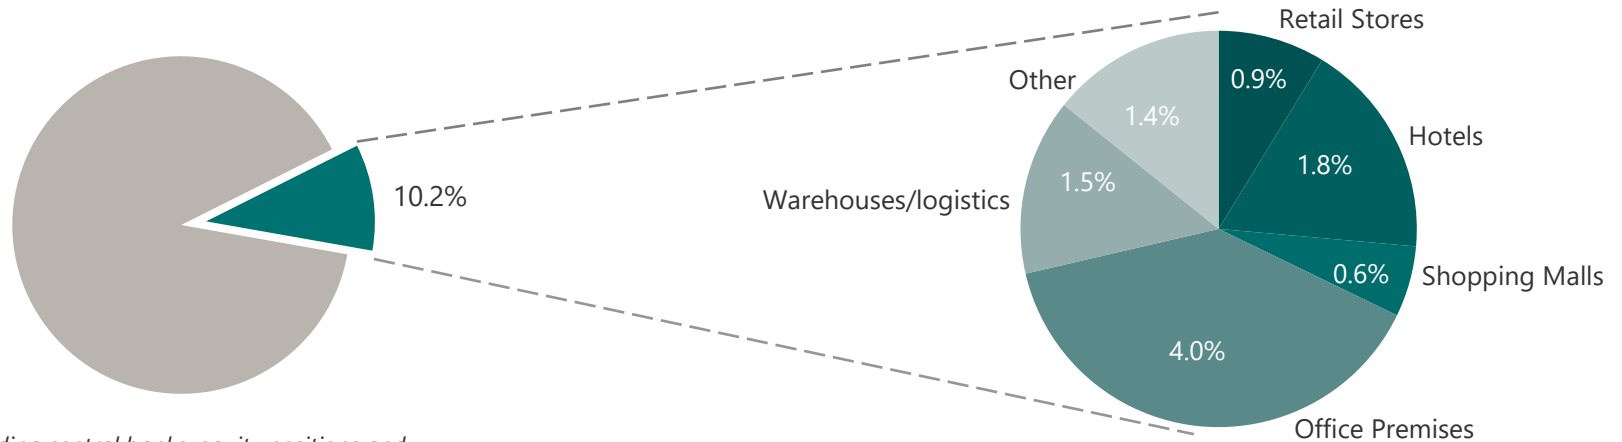 Retail Stores
Other
0.9%
1.4%
Hotels
1.8%
10.2%
Warehouses/logistics
1.5%
0.6%
Shopping Malls
4.0%
Office Premises